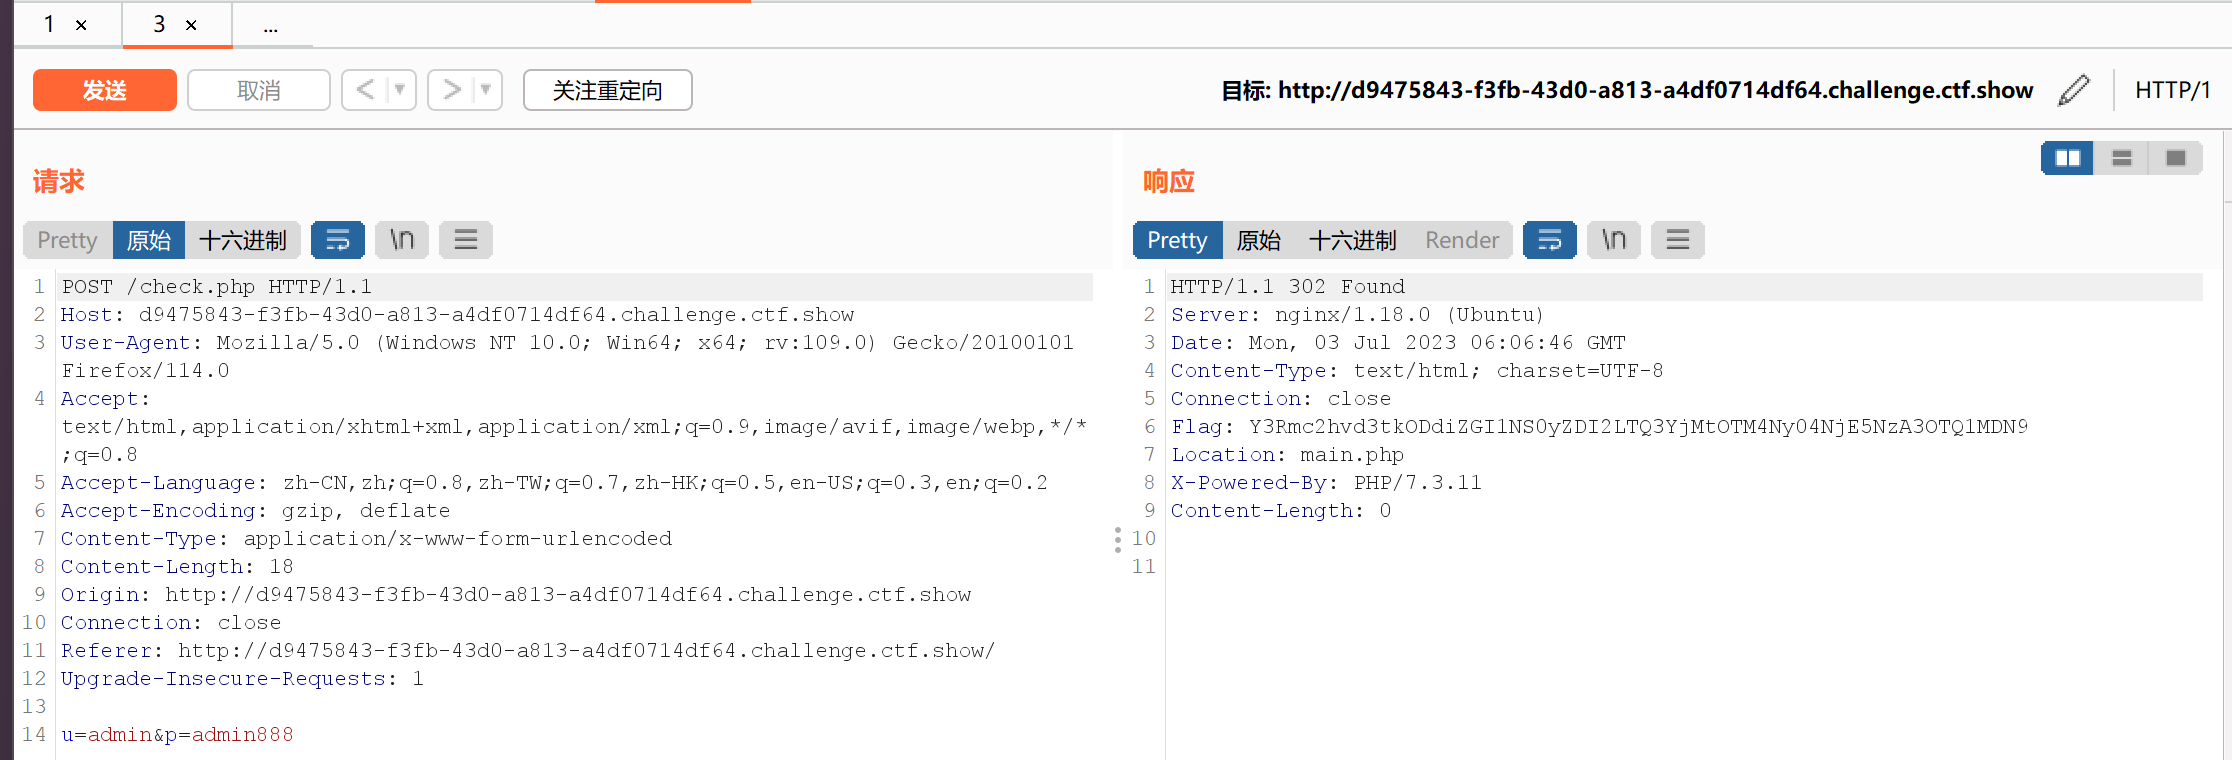 1 × 3 × ...
发送 取消 < ▼ > ▼ 关注重定向 目标: http://d9475843-f3fb-43d0-a813-a4df0714df64.challenge.ctf.show HTTP/1
请求
Pretty 原始 十六进制 \n
1 POST /check.php HTTP/1.1
2 Host: d9475843-f3fb-43d0-a813-a4df0714df64.challenge.ctf.show
3 User-Agent: Mozilla/5.0 (Windows NT 10.0; Win64; x64; rv:109.0) Gecko/20100101
Firefox/114.0
4 Accept:
text/html,application/xhtml+xml,application/xml;q=0.9,image/avif,image/webp,*/*
;q=0.8
5 Accept-Language: zh-CN,zh;q=0.8,zh-TW;q=0.7,zh-HK;q=0.5,en-US;q=0.3,en;q=0.2
6 Accept-Encoding: gzip, deflate
7 Content-Type: application/x-www-form-urlencoded
8 Content-Length: 18
9 Origin: http://d9475843-f3fb-43d0-a813-a4df0714df64.challenge.ctf.show
10 Connection: close
11 Referer: http://d9475843-f3fb-43d0-a813-a4df0714df64.challenge.ctf.show/
12 Upgrade-Insecure-Requests: 1
13
14 u=admin&p=admin888
响应
Pretty 原始 十六进制 Render \n
1 HTTP/1.1 302 Found
2 Server: nginx/1.18.0 (Ubuntu)
3 Date: Mon, 03 Jul 2023 06:06:46 GMT
4 Content-Type: text/html; charset=UTF-8
5 Connection: close
6 Flag: Y3Rmc2hvd3tkODdiZGI1NS0yZDI2LTQ3YjMtOTM4Ny04NjE5NzA3OTQ1MDN9
7 Location: main.php
8 X-Powered-By: PHP/7.3.11
9 Content-Length: 0
10
11